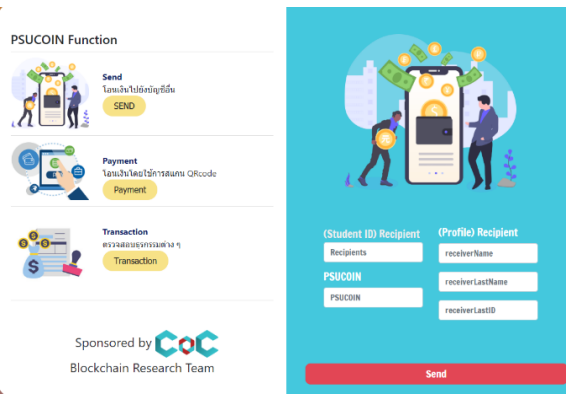 PSUCOIN Function
Send
โอนเงินไปยังบัญชีอื่น
SEND
Payment
โอนเงินโดยใช้การสแกน QRcode
Payment
Transaction
ตรวจสอบธุรกรรมต่าง ๆ
Transaction
Sponsored by CoC
Blockchain Research Team
(Student ID) Recipient
Recipients
PSUCOIN
PSUCOIN
(Profile) Recipient
receiverName
receiverLastName
receiverLastID
Send